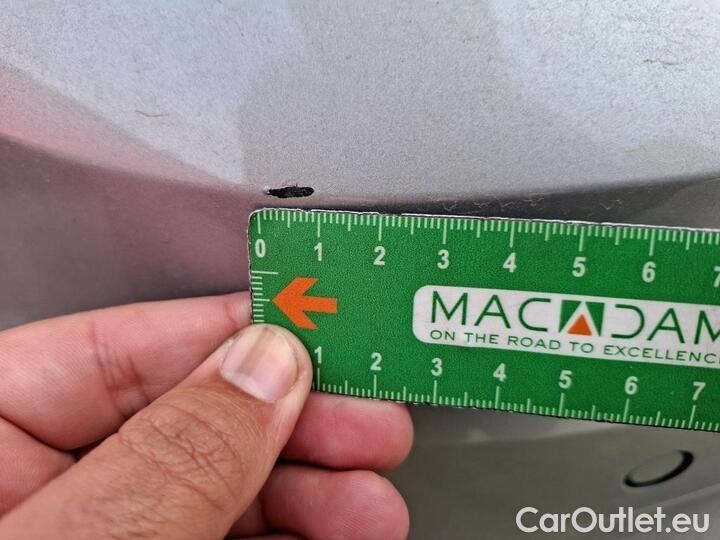 0 1 2 3 4 5 6 7
MACADAM
ON THE ROAD TO EXCELLENCE
1 2 3 4 5 6 7
CarOutlet.eu